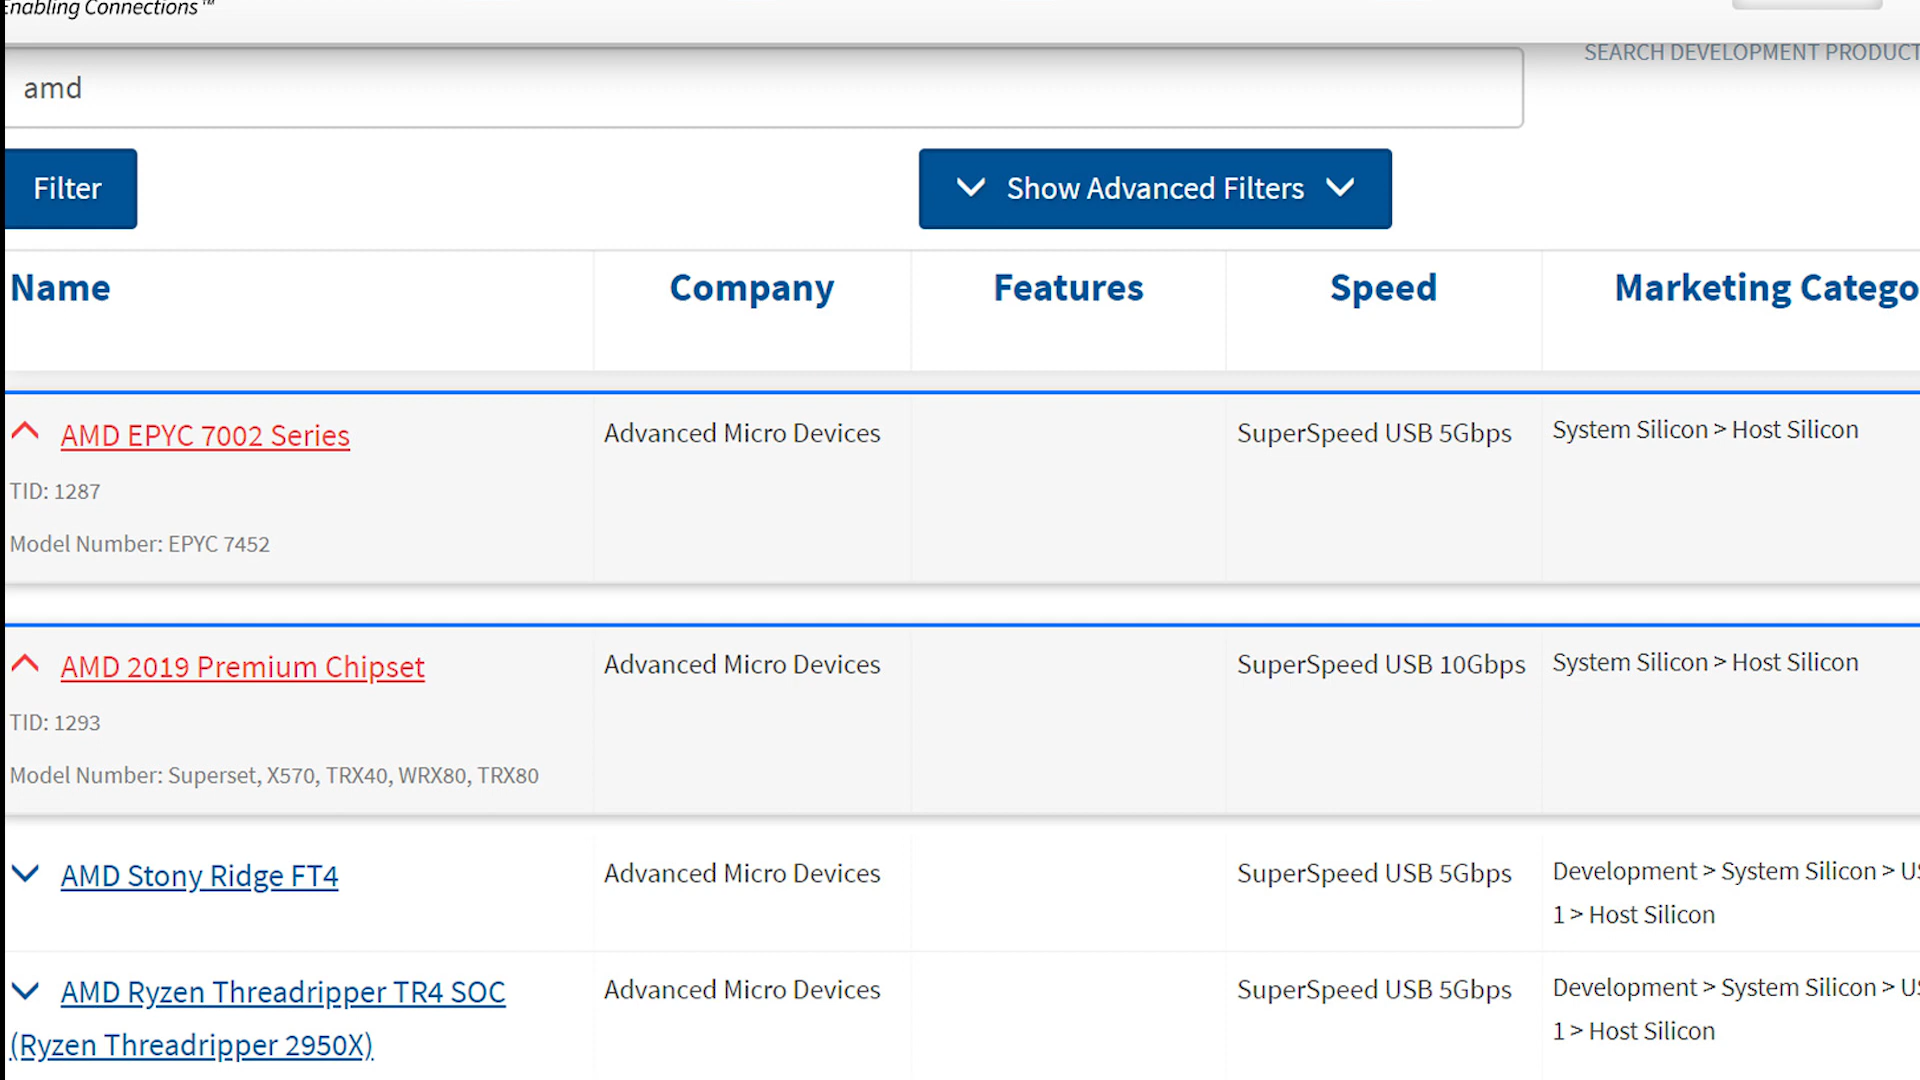 Enabling Connections™
SEARCH DEVELOPMENT PRODUCT
amd
Filter
Show Advanced Filters
Name Company Features Speed Marketing Catego
AMD EPYC 7002 Series Advanced Micro Devices SuperSpeed USB 5Gbps System Silicon > Host Silicon
TID: 1287
Model Number: EPYC 7452
AMD 2019 Premium Chipset Advanced Micro Devices SuperSpeed USB 10Gbps System Silicon > Host Silicon
TID: 1293
Model Number: Superset, X570, TRX40, WRX80, TRX80
AMD Stony Ridge FT4 Advanced Micro Devices SuperSpeed USB 5Gbps Development > System Silicon > US
1 > Host Silicon
AMD Ryzen Threadripper TR4 SOC Advanced Micro Devices SuperSpeed USB 5Gbps Development > System Silicon > US
(Ryzen Threadripper 2950X) 1 > Host Silicon